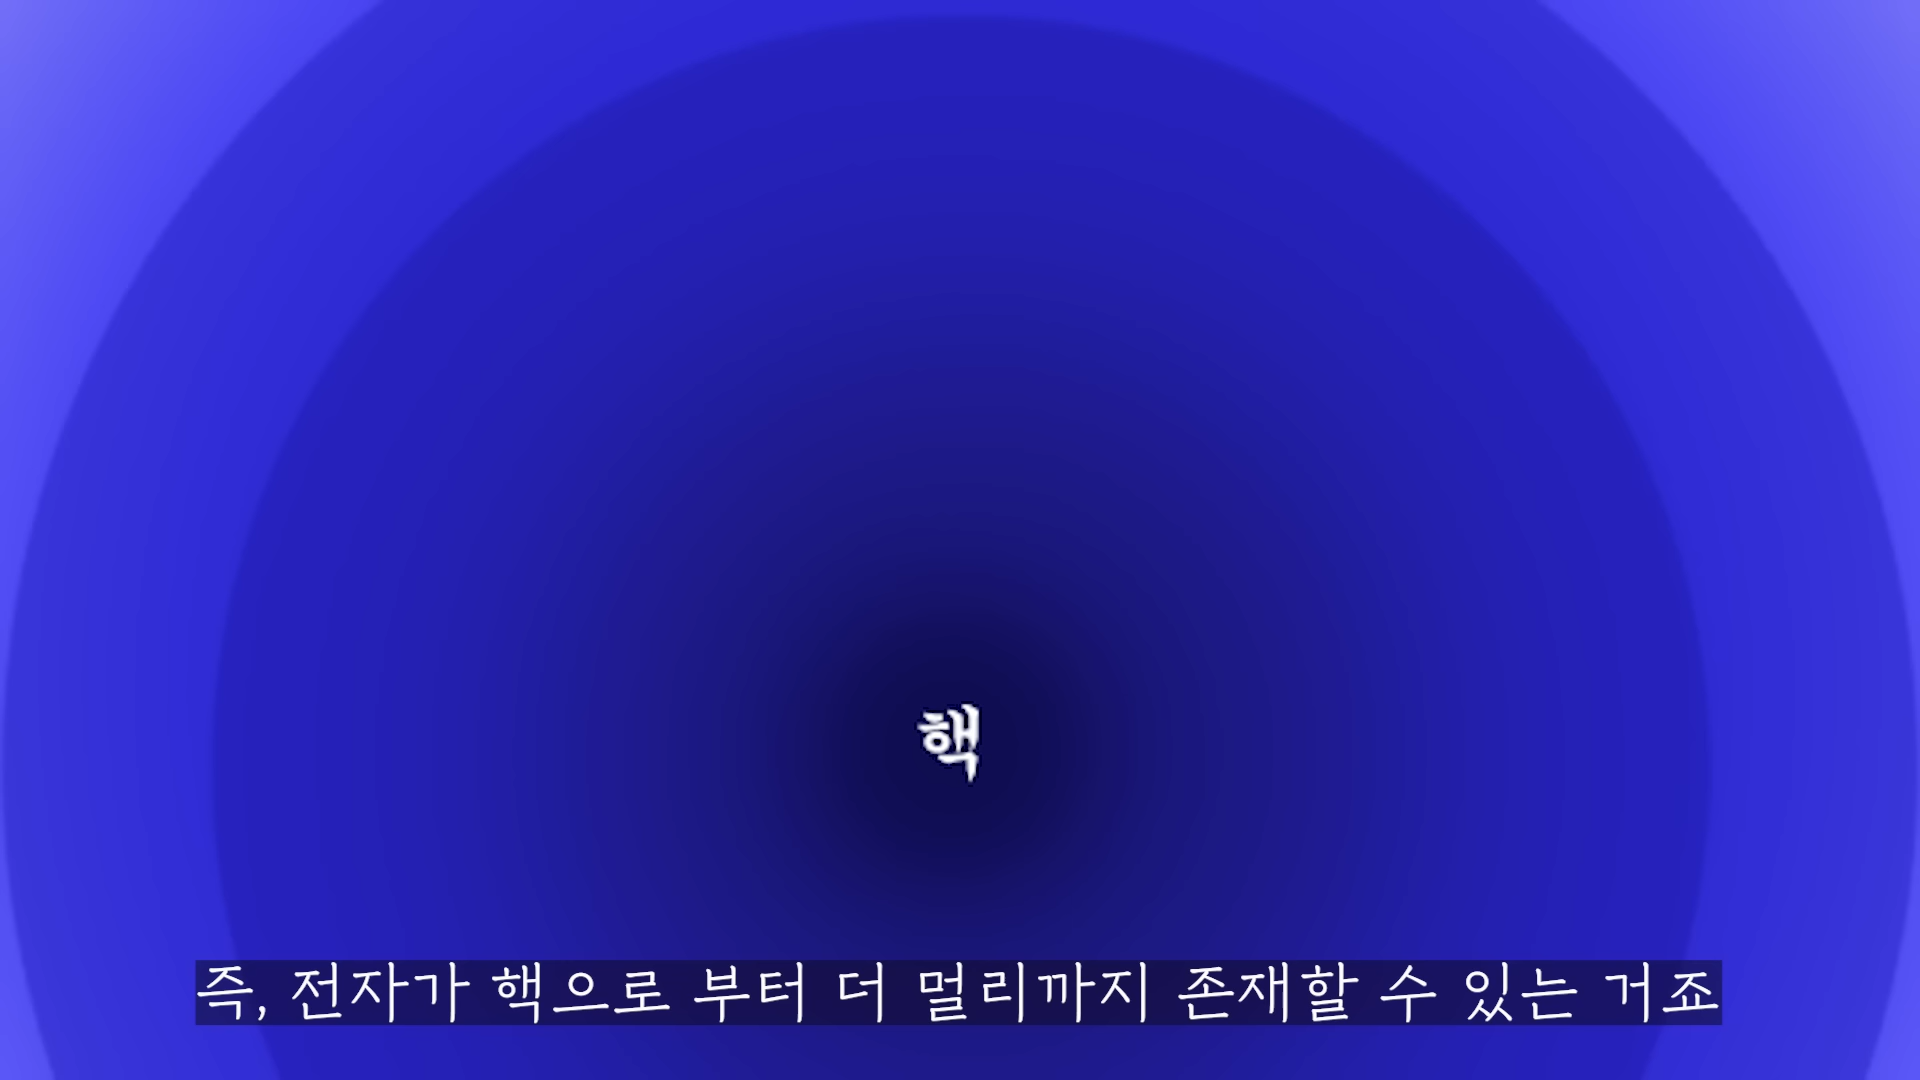 핵
즉, 전자가 핵으로 부터 더 멀리까지 존재할 수 있는 거죠